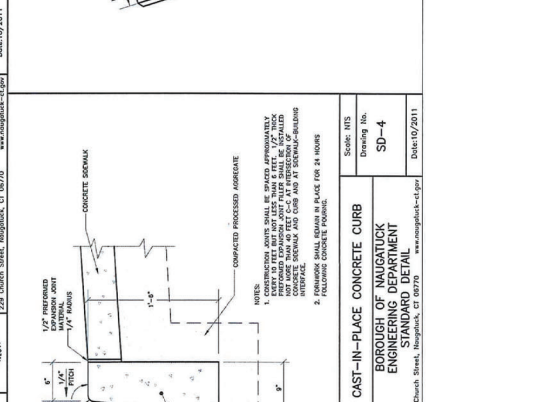 Date:10/2011
www.naugatuck-ct.gov
229 Church Street, Naugatuck, CT 06770
CONCRETE SIDEWALK
1/2" PREFORMED
EXPANSION JOINT
MATERIAL
1/4" RADIUS
6"
1/4"
PITCH
1'-6"
9"
COMPACTED PROCESSED AGGREGATE
NOTES:
1. CONSTRUCTION JOINTS SHALL BE SPACED APPROXIMATELY
EVERY 10 FEET BUT NOT LESS THAN 6 FEET. 1/2" THICK
PREFORMED EXPANSION JOINT FILLER SHALL BE INSTALLED
NOT MORE THAN 40 FEET C-C AT INTERSECTION OF
CONCRETE SIDEWALK AND CURB AND AT SIDEWALK-BUILDING
INTERFACE.
2. FORMWORK SHALL REMAIN IN PLACE FOR 24 HOURS
FOLLOWING CONCRETE POURING.
CAST-IN-PLACE CONCRETE CURB
Scale: NTS
Drawing No.
SD-4
BOROUGH OF NAUGATUCK
ENGINEERING DEPARTMENT
STANDARD DETAIL
Church Street, Naugatuck, CT 06770
www.naugatuck-ct.gov
Date:10/2011